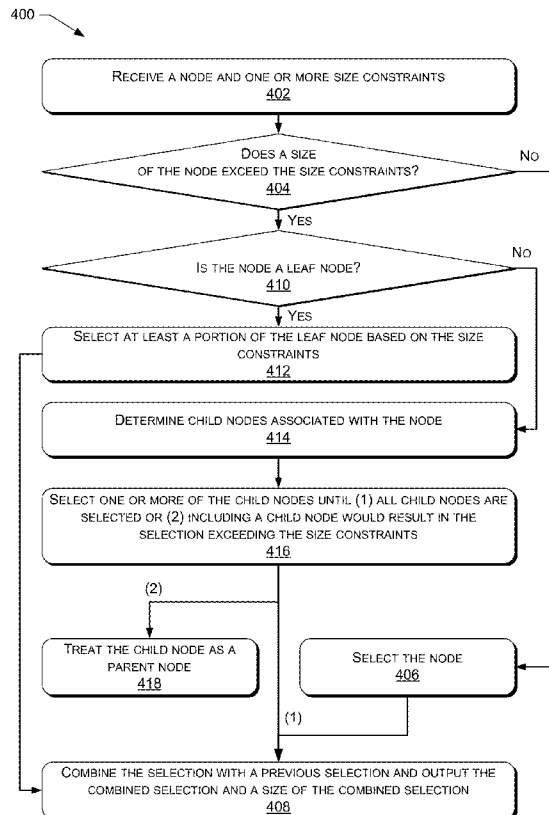 400
RECEIVE A NODE AND ONE OR MORE SIZE CONSTRAINTS
402
DOES A SIZE
OF THE NODE EXCEED THE SIZE CONSTRAINTS?
404
NO
YES
IS THE NODE A LEAF NODE?
410
NO
YES
SELECT AT LEAST A PORTION OF THE LEAF NODE BASED ON THE SIZE
CONSTRAINTS
412
DETERMINE CHILD NODES ASSOCIATED WITH THE NODE
414
SELECT ONE OR MORE OF THE CHILD NODES UNTIL (1) ALL CHILD NODES ARE
SELECTED OR (2) INCLUDING A CHILD NODE WOULD RESULT IN THE
SELECTION EXCEEDING THE SIZE CONSTRAINTS
416
(2)
TREAT THE CHILD NODE AS A
PARENT NODE
418
SELECT THE NODE
406
(1)
COMBINE THE SELECTION WITH A PREVIOUS SELECTION AND OUTPUT THE
COMBINED SELECTION AND A SIZE OF THE COMBINED SELECTION
408